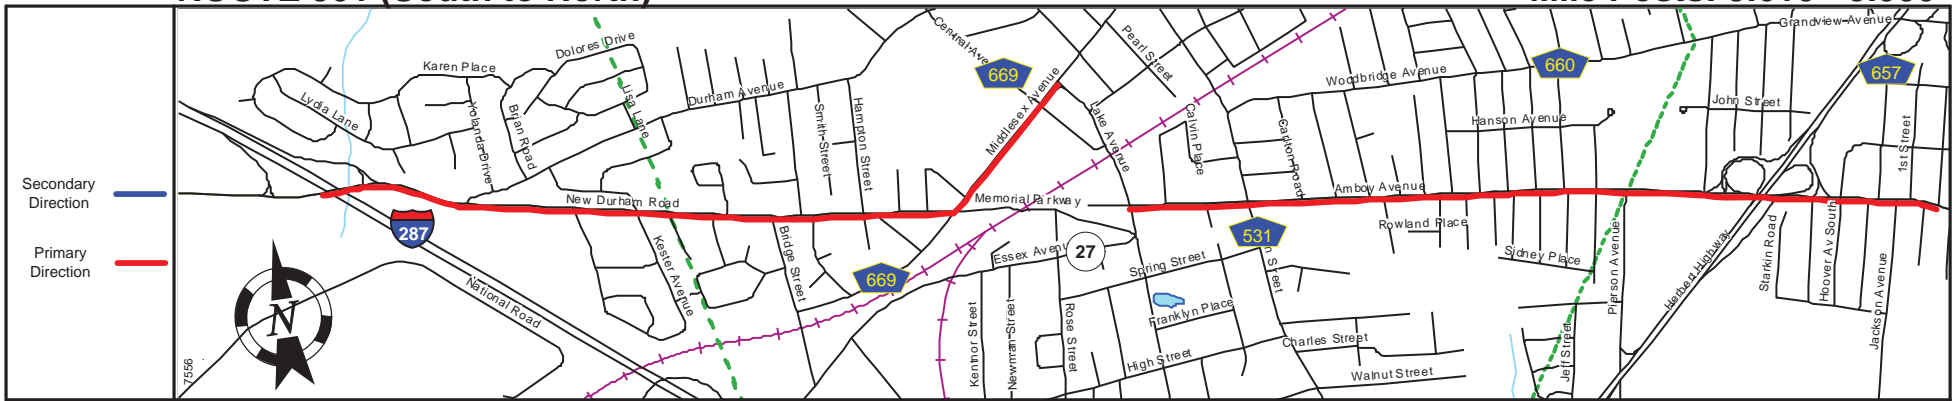 Secondary
Direction
Primary
Direction
7556
N
Lydia Lane
Karen Place
Yolanda Drive
Brian Road
Dolores Drive
Lisa Lane
Durham Avenue
Smith Street
Hampton Street
287
National Road
New Durham Road
Kester Avenue
Bridge Street
669
Central Ave
669
Middlesex Avenue
Pearl Street
Lake Avenue
Memorial Parkway
Essex Avenu
27
Kentnor Street
Newman Street
Rose Street
Spring Street
Franklyn Place
High Street
Calvin Place
Carlton Road
531
n Street
Charles Street
Walnut Street
Woodbridge Avenue
660
Hanson Avenue
Amboy Avenue
Rowland Place
Sidney Place
Jeff Street
Pierson Avenue
Grandview Avenue
657
John Street
1st Street
Herbert Highway
Starkin Road
Hoover Av South
Jackson Avenue